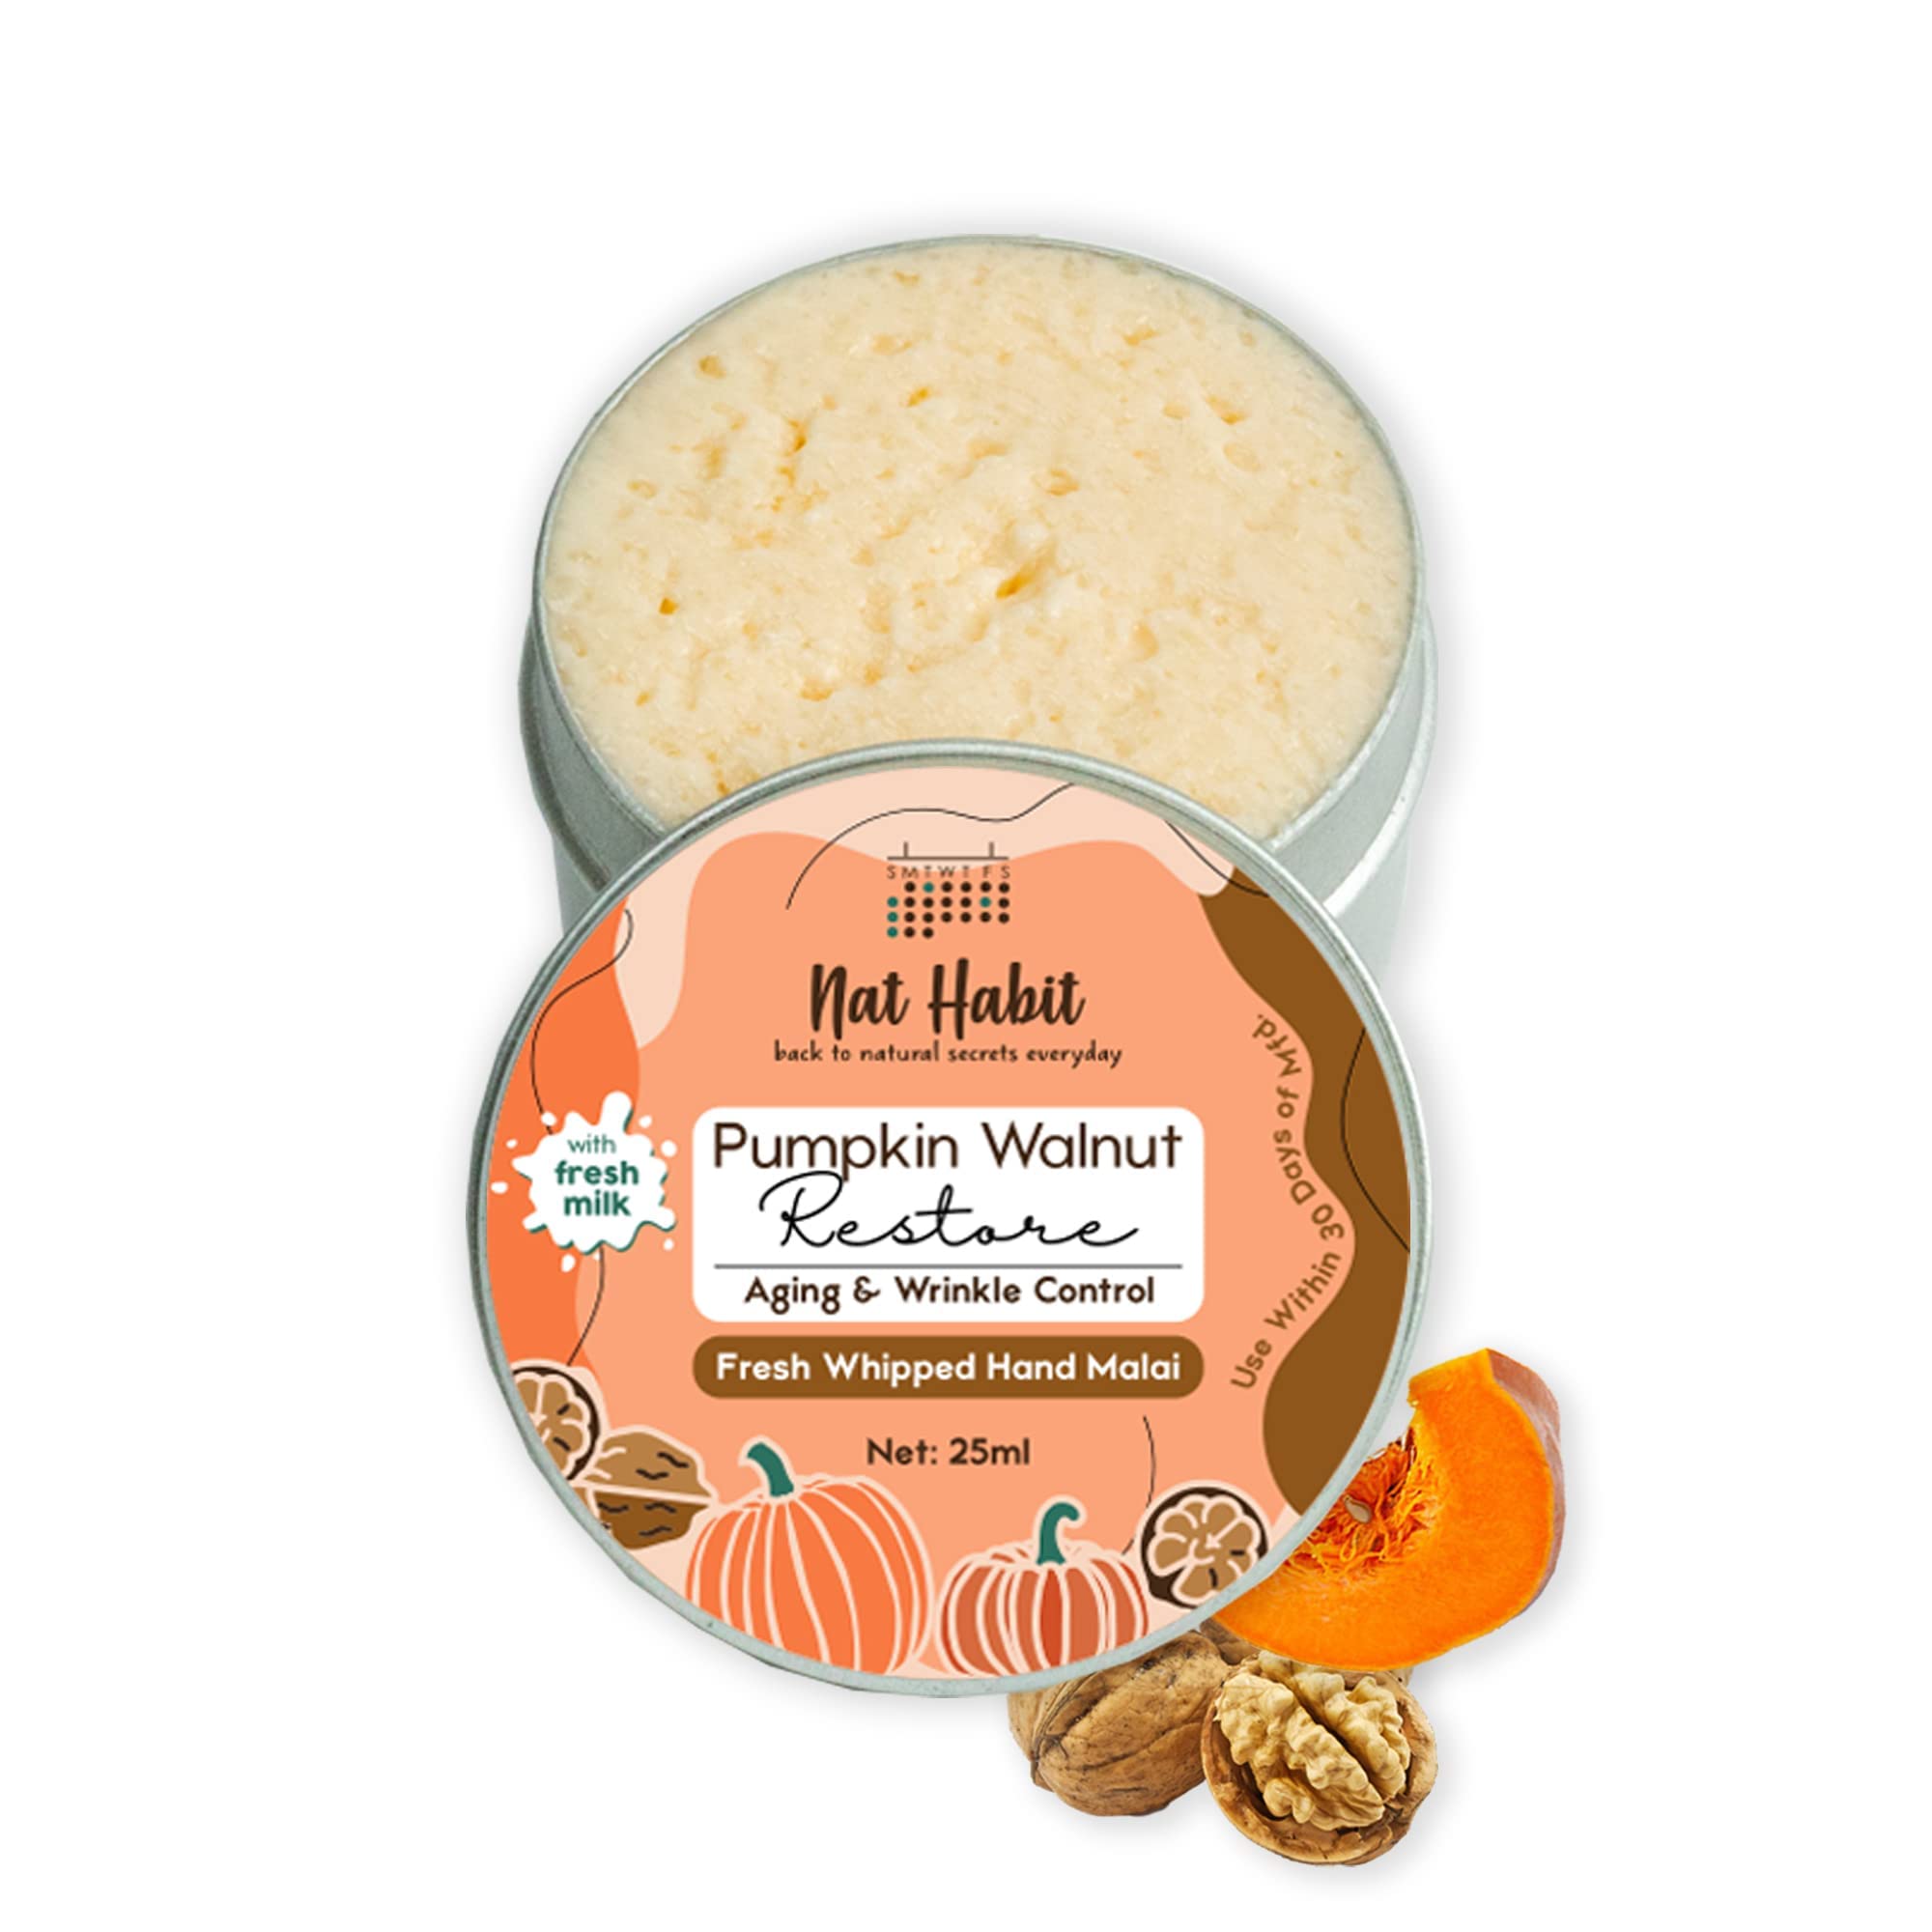 S M T W T F S
Nat Habit
back to natural secrets everyday
with
fresh
milk
Pumpkin Walnut
Restore
Aging & Wrinkle Control
Fresh Whipped Hand Malai
Net: 25ml
Use Within 30 Days of Mfd.